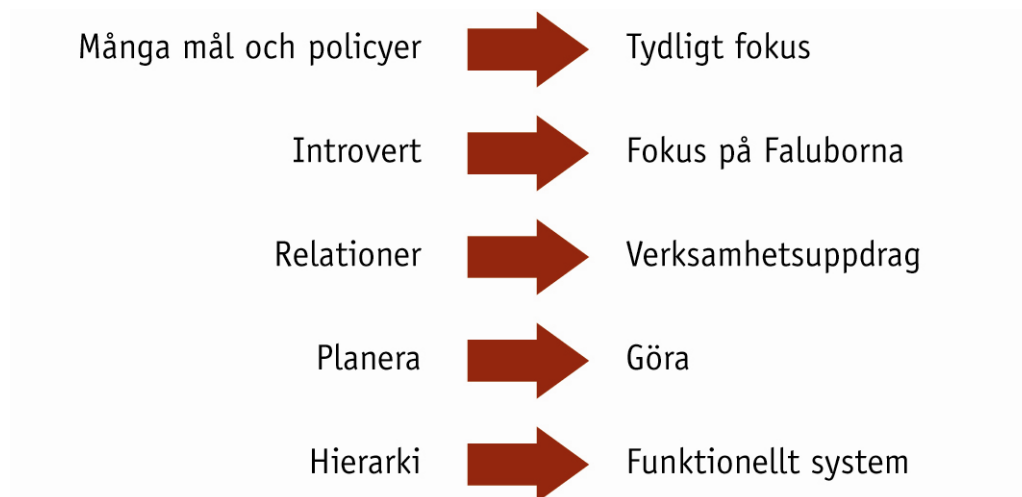 Många mål och policyer Tydligt fokus
Introvert Fokus på Faluborna
Relationer Verksamhetsuppdrag
Planera Göra
Hierarki Funktionellt system